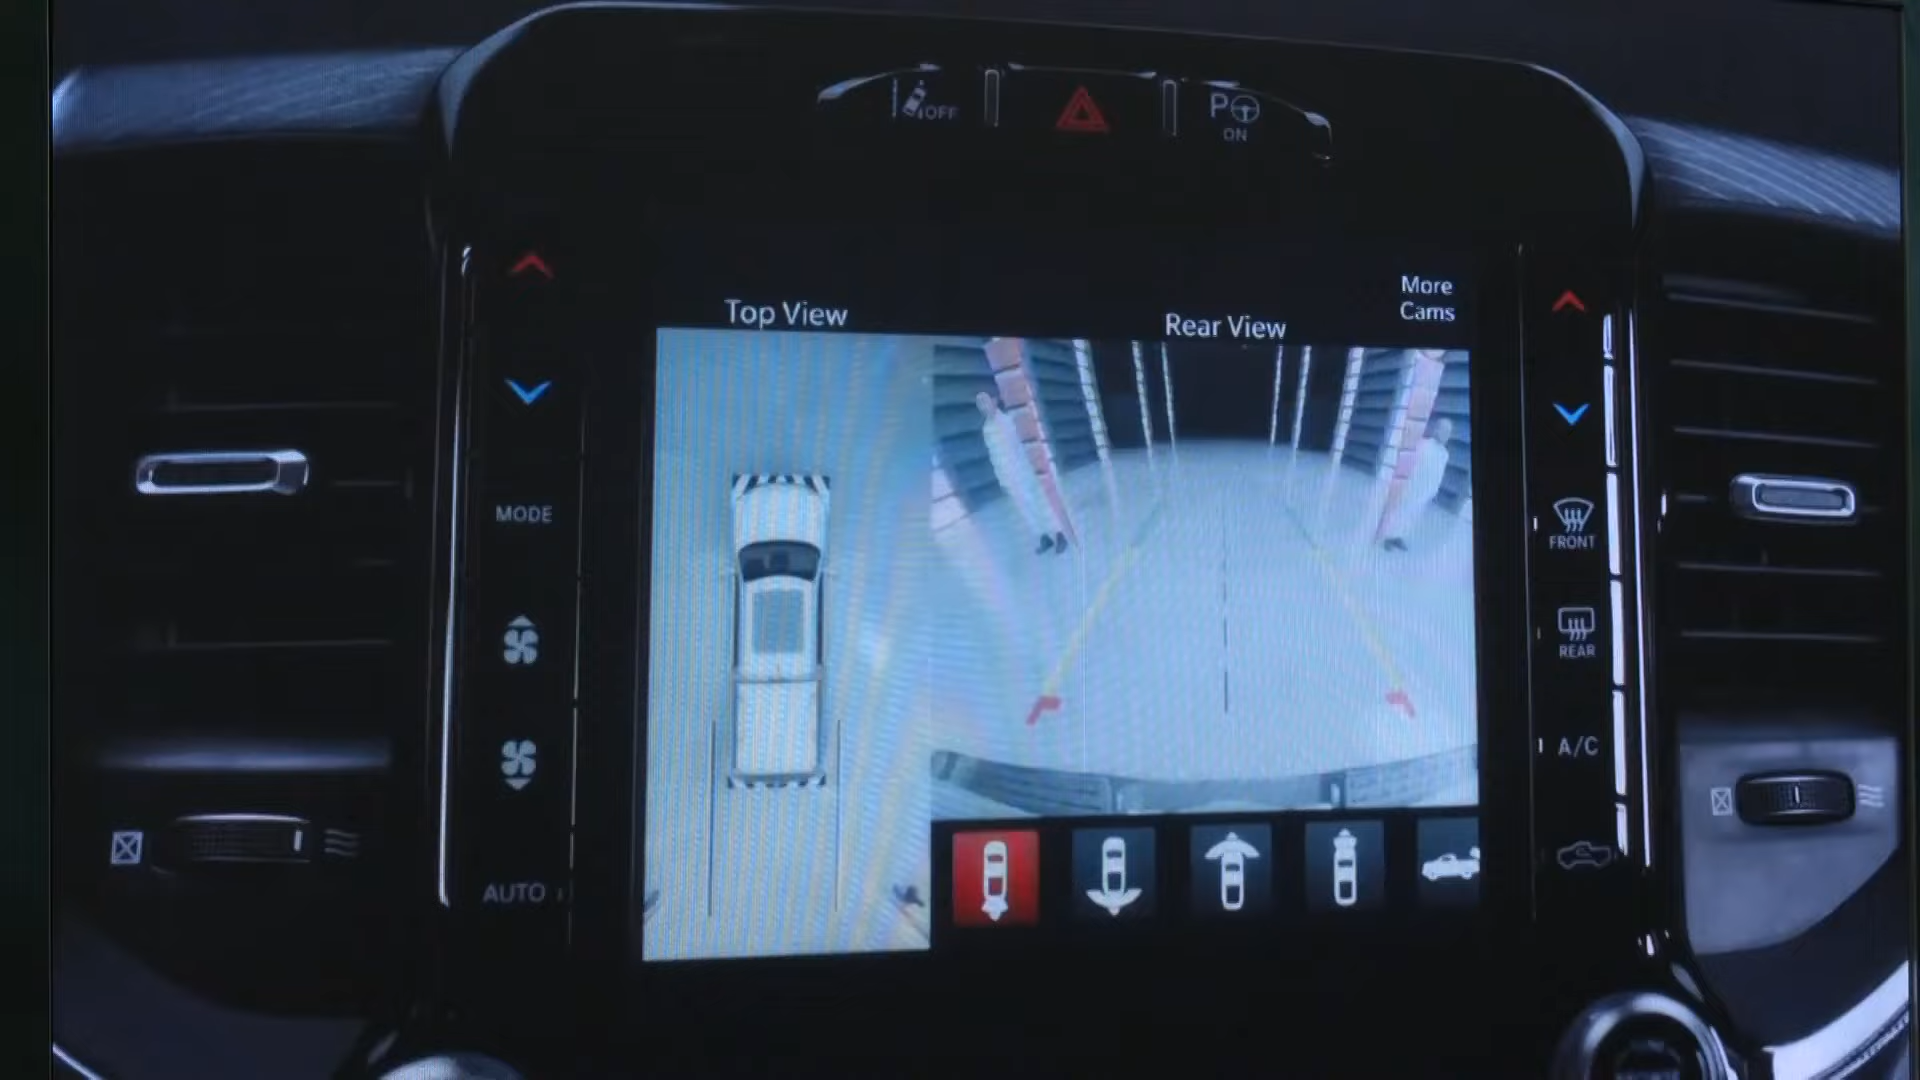 OFF
P
ON
More
Cams
Top View
Rear View
MODE
FRONT
REAR
A/C
AUTO